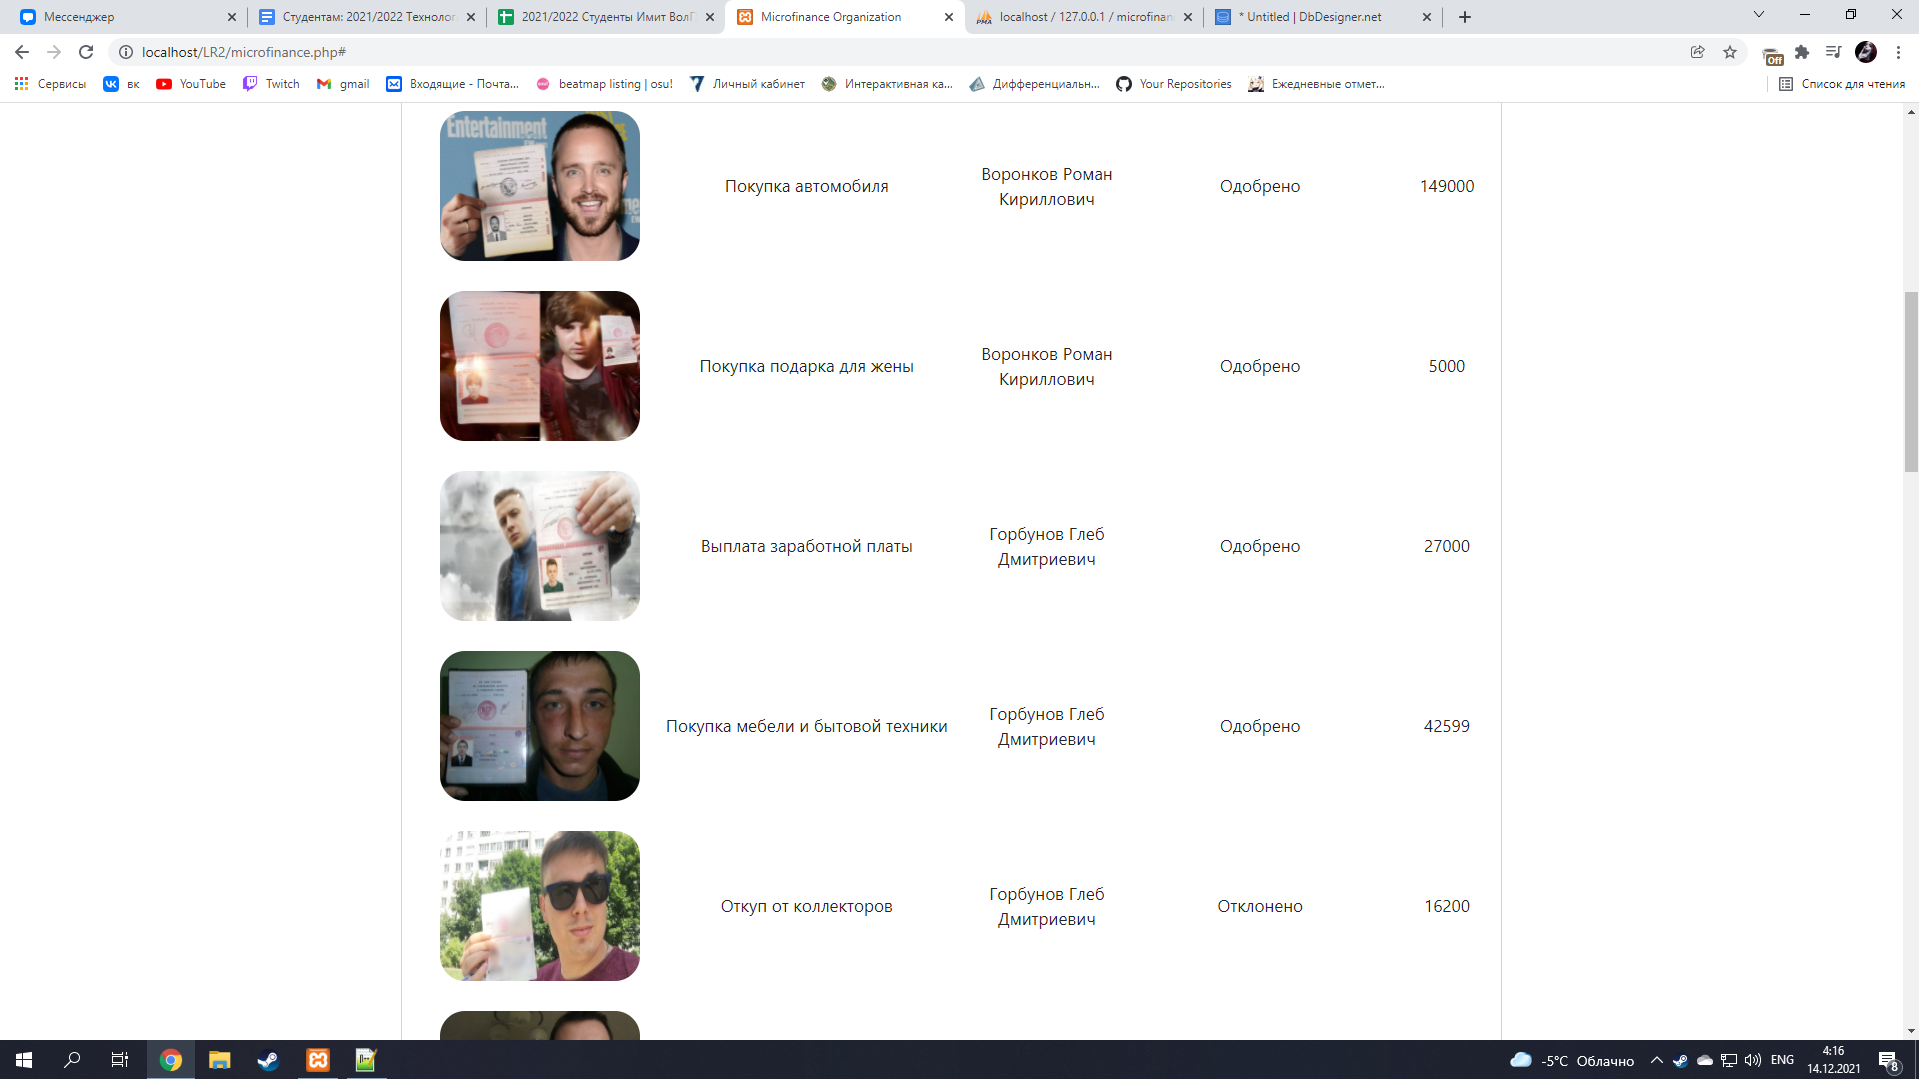 Мессенджер
Студентам: 2021/2022 Технолог
2021/2022 Студенты Имит ВолГ
Microfinance Organization
localhost / 127.0.0.1 / microfinan
* Untitled | DbDesigner.net
localhost/LR2/microfinance.php#
Off
Сервисы
вк
YouTube
Twitch
gmail
Входящие - Почта...
beatmap listing | osu!
Личный кабинет
Интерактивная ка...
Дифференциальн...
Your Repositories
Ежедневные отмет...
Список для чтения
Entertainment
Покупка автомобиля
Воронков Роман
Кириллович
Одобрено
149000
Покупка подарка для жены
Воронков Роман
Кириллович
Одобрено
5000
Выплата заработной платы
Горбунов Глеб
Дмитриевич
Одобрено
27000
Покупка мебели и бытовой техники
Горбунов Глеб
Дмитриевич
Одобрено
42599
Откуп от коллекторов
Горбунов Глеб
Дмитриевич
Отклонено
16200
-5°C Облачно
ENG
4:16
14.12.2021
8